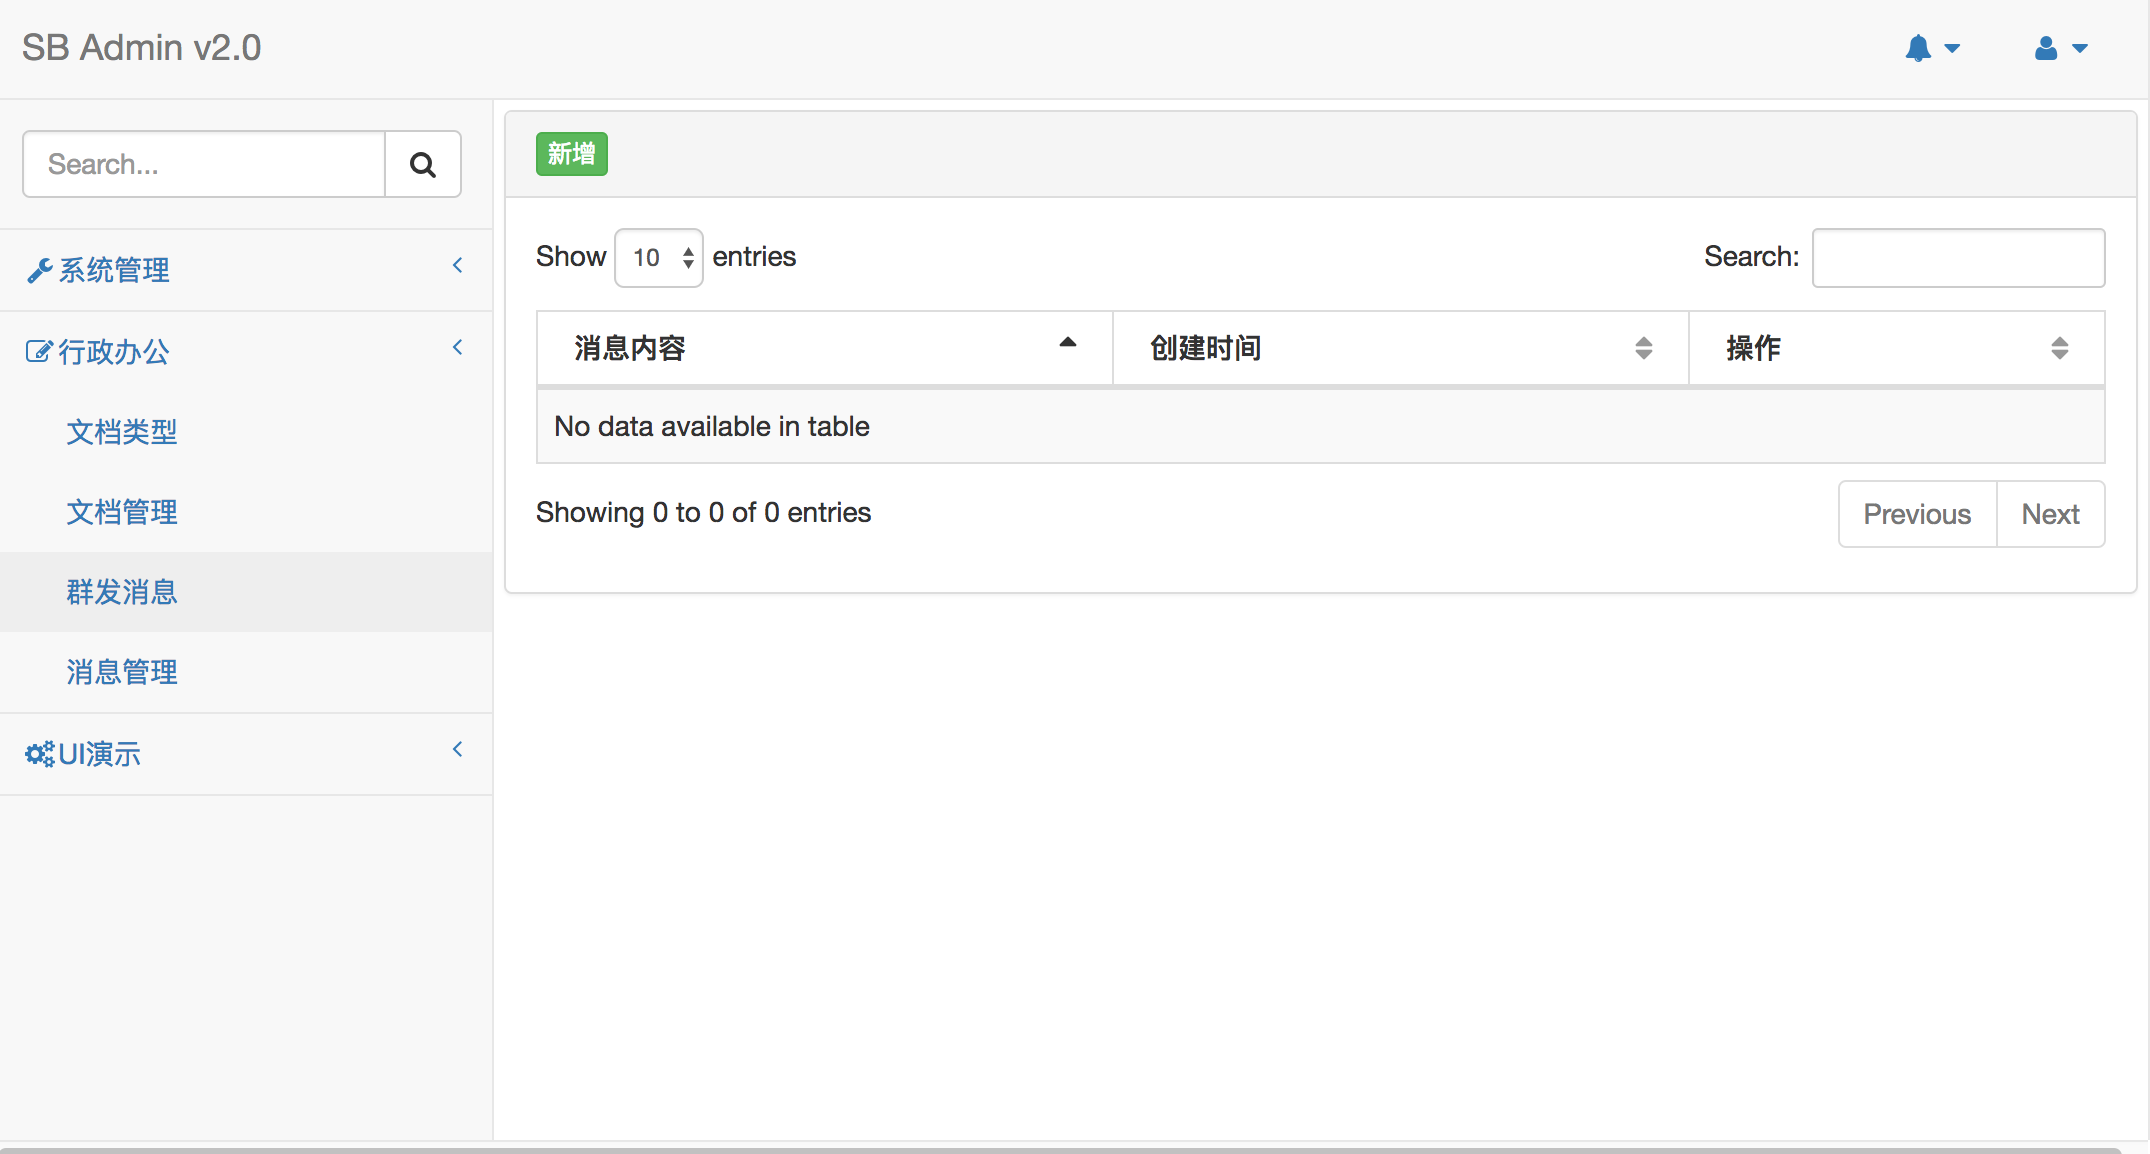 SB Admin v2.0
Search...
系统管理
行政办公
文档类型
文档管理
群发消息
消息管理
UI演示
新增
Show 10 entries
Search:
消息内容 创建时间 操作
No data available in table
Showing 0 to 0 of 0 entries
Previous Next